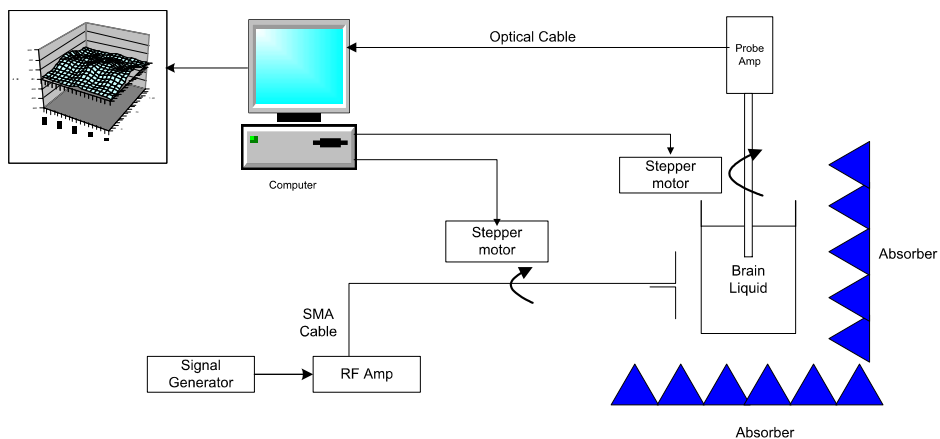 Optical Cable
Probe
Amp
Computer
Stepper
motor
Stepper
motor
Brain
Liquid
Absorber
SMA
Cable
Signal
Generator
RF Amp
Absorber